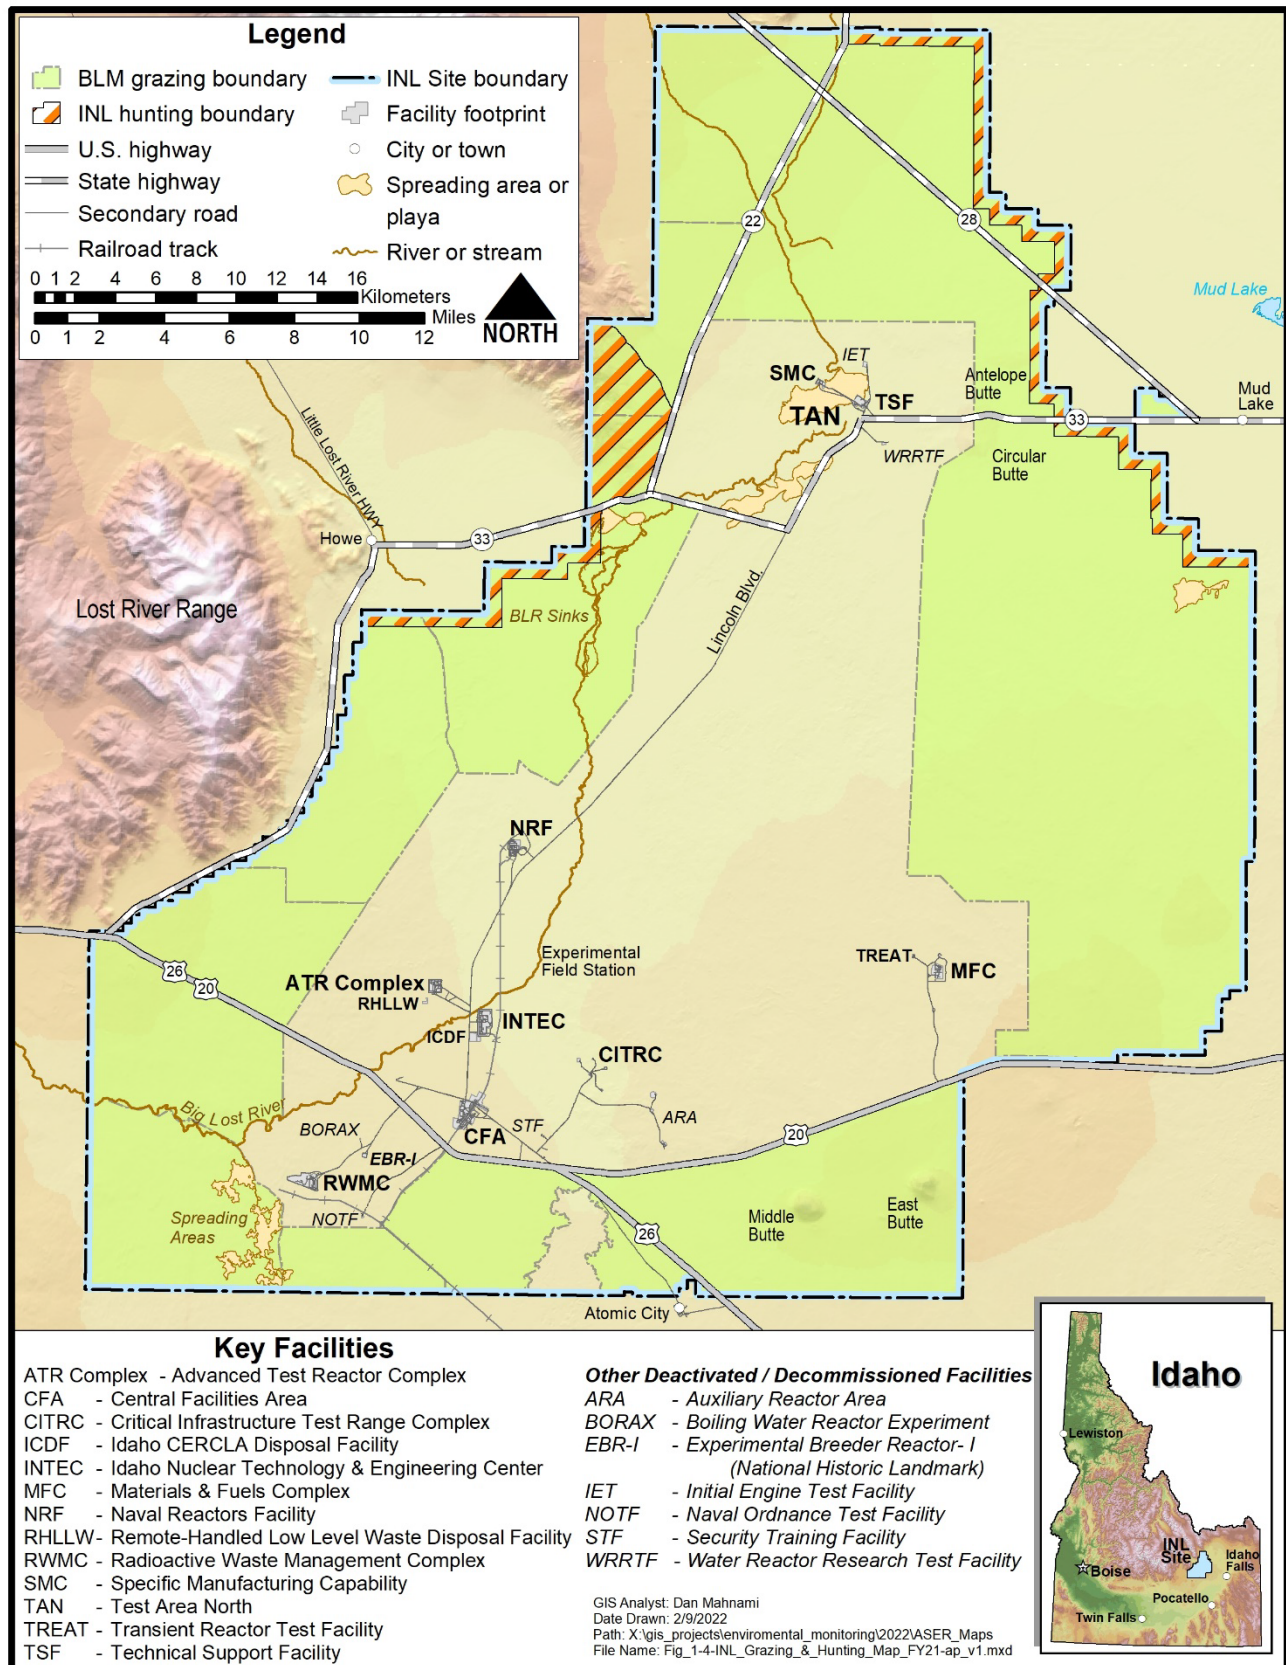 Legend
BLM grazing boundary
INL hunting boundary
U.S. highway
State highway
Secondary road
Railroad track
INL Site boundary
Facility footprint
City or town
Spreading area or
playa
River or stream
0 1 2 4 6 8 10 12 14 16
Kilometers
Miles
0 1 2 4 6 8 10 12
NORTH
22
28
Mud Lake
IET
SMC
TSF
TAN
Antelope
Butte
Mud
Lake
33
WRRTF
Circular
Butte
Little Lost River HWY
Howe
33
Lincoln Blvd.
BLR Sinks
Lost River Range
NRF
Experimental
Field Station
TREAT
MFC
26
20
ATR Complex
RHLLW
INTEC
ICDF
CITRC
Big Lost River
BORAX
STF
ARA
CFA
EBR-I
20
RWMC
Spreading
Areas
NOTF
Middle
Butte
East
Butte
26
Atomic City
Key Facilities
ATR Complex - Advanced Test Reactor Complex
CFA - Central Facilities Area
CITRC - Critical Infrastructure Test Range Complex
ICDF - Idaho CERCLA Disposal Facility
INTEC - Idaho Nuclear Technology & Engineering Center
MFC - Materials & Fuels Complex
NRF - Naval Reactors Facility
RHLLW - Remote-Handled Low Level Waste Disposal Facility
RWMC - Radioactive Waste Management Complex
SMC - Specific Manufacturing Capability
TAN - Test Area North
TREAT - Transient Reactor Test Facility
TSF - Technical Support Facility
Other Deactivated / Decommissioned Facilities
ARA - Auxiliary Reactor Area
BORAX - Boiling Water Reactor Experiment
EBR-I - Experimental Breeder Reactor- I
(National Historic Landmark)
IET - Initial Engine Test Facility
NOTF - Naval Ordnance Test Facility
STF - Security Training Facility
WRRTF - Water Reactor Research Test Facility
GIS Analyst: Dan Mahnami
Date Drawn: 2/9/2022
Path: X:\gis_projects\enviromental_monitoring\2022\ASER_Maps
File Name: Fig_1-4-INL_Grazing_&_Hunting_Map_FY21-ap_v1.mxd
Idaho
Lewiston
INL
Site
Idaho
Falls
Boise
Pocatello
Twin Falls